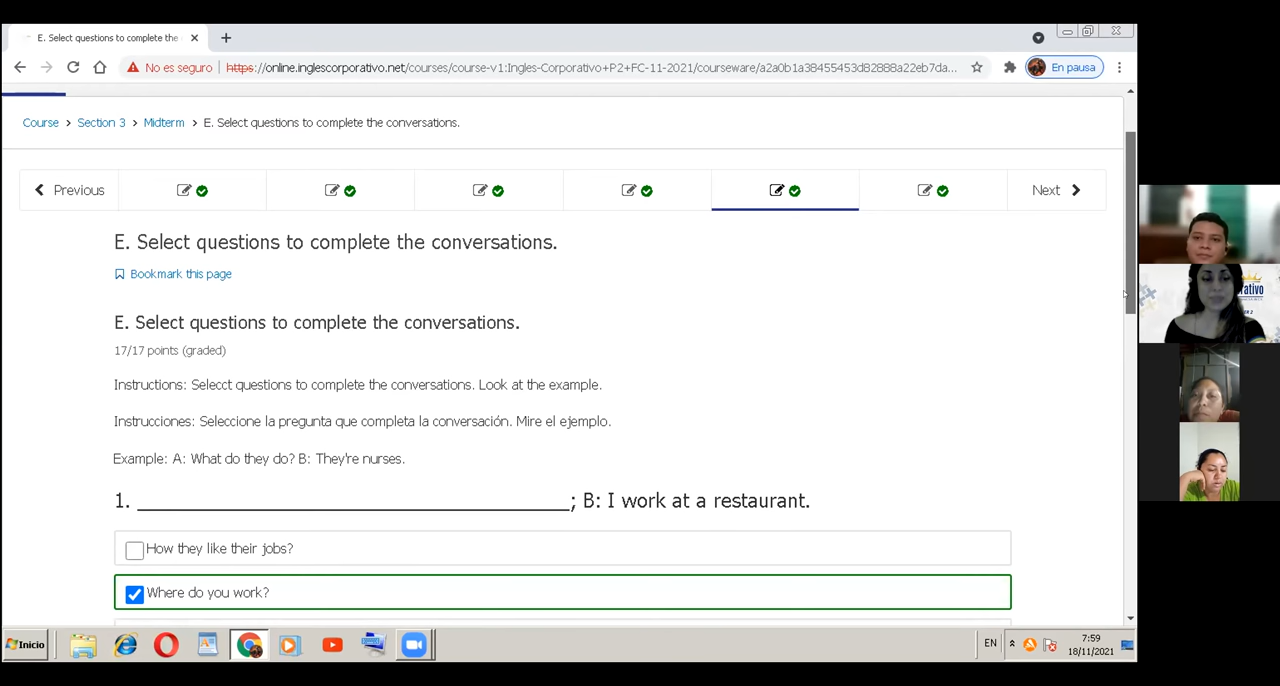 E. Select questions to complete the
No es seguro
https://online.inglescorporativo.net/courses/course-v1:Ingles-Corporativo+P2+FC-11-2021/courseware/a2a0b1a38455453d82888a22eb7da...
En pausa
Course > Section 3 > Midterm > E. Select questions to complete the conversations.
Previous
Next
E. Select questions to complete the conversations.
Bookmark this page
E. Select questions to complete the conversations.
17/17 points (graded)
Instructions: Selecct questions to complete the conversations. Look at the example.
Instrucciones: Seleccione la pregunta que completa la conversación. Mire el ejemplo.
Example: A: What do they do? B: They're nurses.
1. ________________________________________; B: I work at a restaurant.
How they like their jobs?
Where do you work?
Inicio
EN
7:59
18/11/2021